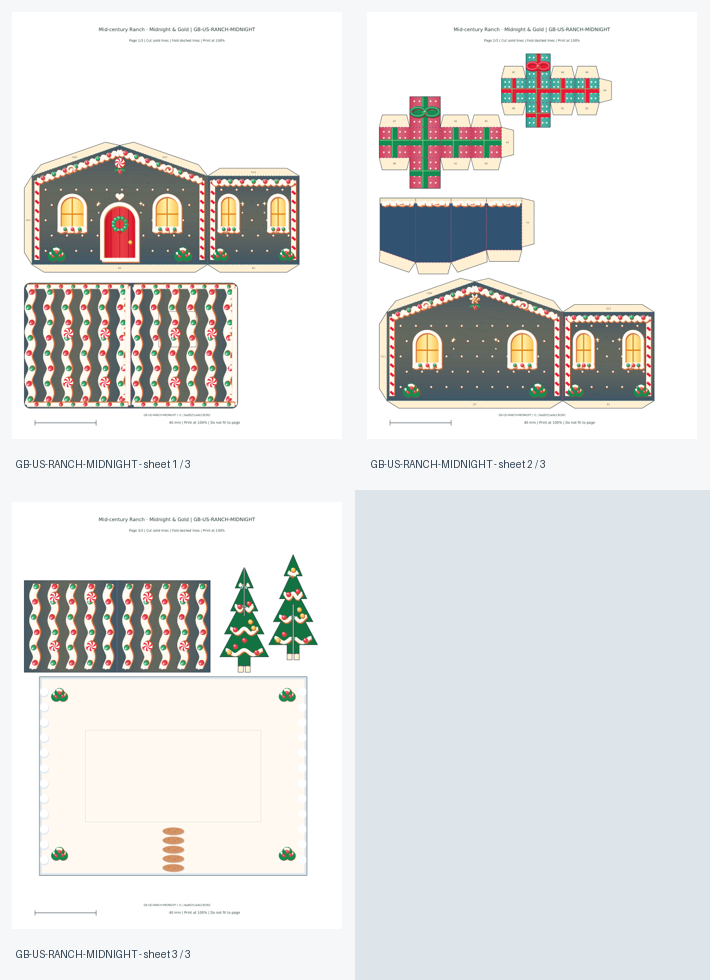 Mid-century Ranch · Midnight & Gold | GB-US-RANCH-MIDNIGHT
Page 1/3 | Cut solid lines | Fold dashed lines | Print at 100%
40 mm | Print at 100% | Do not fit to page
GB-US-RANCH-MIDNIGHT - sheet 1 / 3
Mid-century Ranch · Midnight & Gold | GB-US-RANCH-MIDNIGHT
Page 2/3 | Cut solid lines | Fold dashed lines | Print at 100%
40 mm | Print at 100% | Do not fit to page
GB-US-RANCH-MIDNIGHT - sheet 2 / 3
Mid-century Ranch · Midnight & Gold | GB-US-RANCH-MIDNIGHT
Page 3/3 | Cut solid lines | Fold dashed lines | Print at 100%
40 mm | Print at 100% | Do not fit to page
GB-US-RANCH-MIDNIGHT - sheet 3 / 3